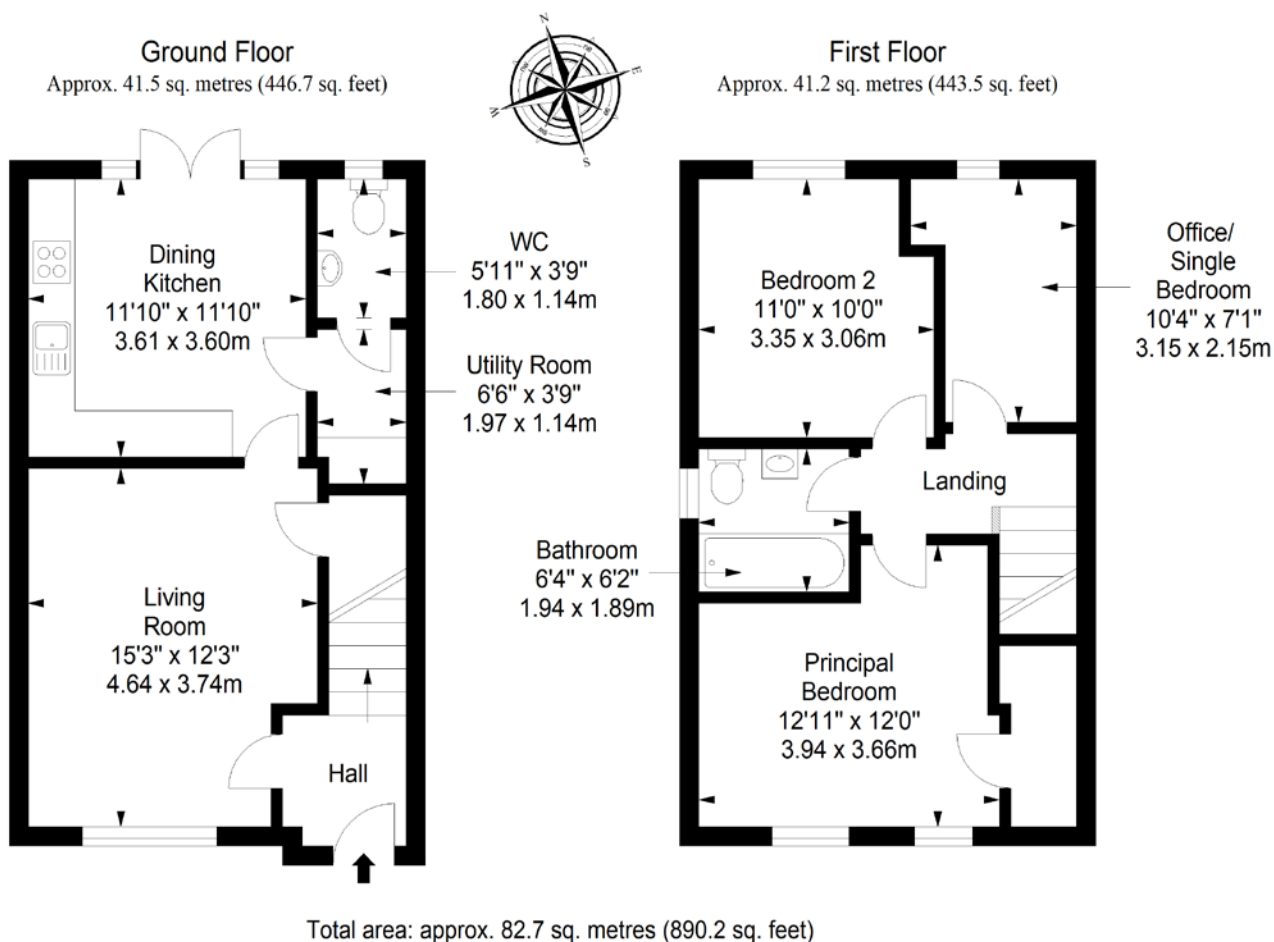 Ground Floor
Approx. 41.5 sq. metres (446.7 sq. feet)
N
E
S
W
First Floor
Approx. 41.2 sq. metres (443.5 sq. feet)
Dining
Kitchen
11'10" x 11'10"
3.61 x 3.60m
WC
5'11" x 3'9"
1.80 x 1.14m
Utility Room
6'6" x 3'9"
1.97 x 1.14m
Living
Room
15'3" x 12'3"
4.64 x 3.74m
Hall
Bedroom 2
11'0" x 10'0"
3.35 x 3.06m
Office/
Single
Bedroom
10'4" x 7'1"
3.15 x 2.15m
Landing
Bathroom
6'4" x 6'2"
1.94 x 1.89m
Principal
Bedroom
12'11" x 12'0"
3.94 x 3.66m
Total area: approx. 82.7 sq. metres (890.2 sq. feet)